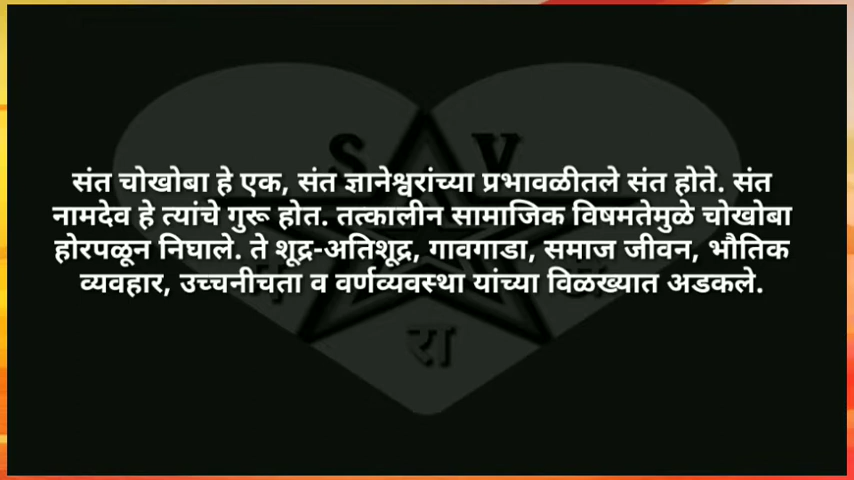 संत चोखोबा हे एक, संत ज्ञानेश्वरांच्या प्रभावळीतले संत होते. संत
नामदेव हे त्यांचे गुरू होत. तत्कालीन सामाजिक विषमतेमुळे चोखोबा
होरपळून निघाले. ते शूद्र-अतिशूद्र, गावगाडा, समाज जीवन, भौतिक
व्यवहार, उच्चनीचता व वर्णव्यवस्था यांच्या विळख्यात अडकले.
S V
रा